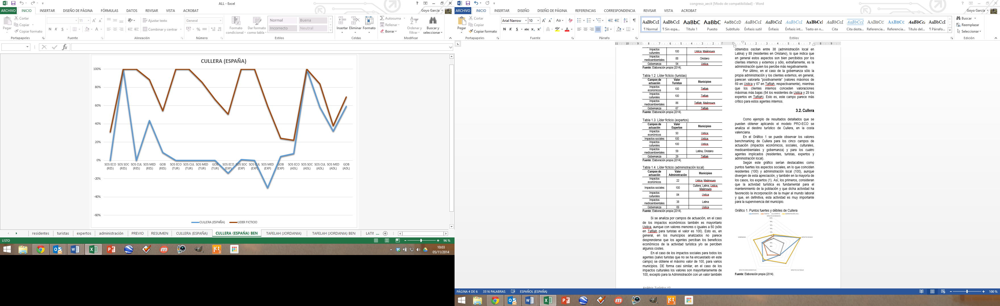 ALL - Excel
Goyo García
ARCHIVO INICIO INSERTAR DISEÑO DE PÁGINA FÓRMULAS DATOS REVISAR VISTA ACROBAT
Pegar
Cortar
Copiar
Copiar formato
Portapapeles
11
N K S
Fuente
Ajustar texto
Combinar y centrar
Alineación
General
% 000
Número
Formato condicional
Dar formato como tabla
Normal Buena
Incorrecto Neutral
Estilos
Insertar Eliminar Formato
Celdas
Autosuma
Rellenar
Borrar
Ordenar y filtrar
Buscar y seleccionar
Modificar
fx
CULLERA (ESPAÑA)
100%
80%
60%
40%
20%
0%
-20%
-40%
-60%
SOS ECO (RES) SOS SOC (RES) SOS CUL (RES) SOS MED (RES) GOB (RES) SOS ECO (TUR) SOS CUL (TUR) SOS MED (TUR) GOB (TUR) SOS ECO (EXP) SOS SOC (EXP) SOS CUL (EXP) SOS MED (EXP) GOB (EXP) SOS ECO (ADL) SOS SOC (ADL) SOS CUL (ADL) SOS MED (ADL) GOB (ADL)
CULLERA (ESPAÑA) LIDER FICTICIO
residentes turistas expertos administración PREVIO RESUMEN CULLERA (ESPAÑA) CULLERA (ESPAÑA) BEN TAFELAH (JORDANIA) TAFELAH (JORDANIA) BEN LATII ...
LISTO
96 %
10:03
05/11/2014
congreso_aecit [Modo de compatibilidad] - Word
Goyo García
ARCHIVO INICIO INSERTAR DISEÑO DISEÑO DE PÁGINA REFERENCIAS CORRESPONDENCIA REVISAR VISTA ACROBAT
Pegar
Cortar
Copiar
Copiar formato
Portapapeles
Arial Narrow 10
N K S abc x₂ x²
Fuente
Párrafo
¶ Normal ¶ Sin espa... Título 1 Puesto Subtítulo Énfasis sutil Énfasis Énfasis int... Texto en n... Cita Cita desta... Referencia... Referencia... Título del... ¶ Párrafo...
Estilos
Buscar
Reemplazar
Seleccionar
Edición
Impactos culturales 100 Ustica, Maâmoura
Impactos medioambientales 88 Oristano
Gobernanza 54 Ustica
Fuente: Elaboración propia (2014).
Tabla 1.2. Líder ficticio (turistas)
Campos de actuación Valor Turistas Municipios
Impactos económicos 100 Tafilah
Impactos culturales 100 Tafilah
Impactos medioambientales 86 Tafilah, Maâmoura
Gobernanza 67 Tafilah
Fuente: Elaboración propia (2014).
Tabla 1.3. Líder ficticio (expertos)
Campos de actuación Valor Expertos Municipios
Impactos económicos 50 Ustica
Impactos sociales 100 Ustica
Impactos culturales 100 Ustica
Impactos medioambientales 59 Latina, Oristano
Gobernanza 29 Tafilah
Fuente: Elaboración propia (2014).
Tabla 1.4. Líder ficticio (administración local)
Campos de actuación Valor Administración Municipios
Impactos económicos 22 Ustica, Maâmoura
Impactos sociales 100 Cullera, Latina, Ustica, Maâmoura
Impactos culturales 84 Ustica
Impactos medioambientales 38 Latina
Gobernanza 69 Ustica
Fuente: Elaboración propia (2014).
Si se analiza por campos de actuación, en el caso
de los impactos económicos también es mayoritario
Ustica, aunque con valores menores o iguales a 50 (sólo
en Tafilah para turistas el valor es 100). Esto es, en
general, en los municipios analizados no parece
desprenderse que los agentes perciban los beneficios
económicos de la actividad turística y/o se perciben
algunos costes.
En el caso de los impactos sociales para todos los
agentes (salvo turistas que no se ha encuestado en este
campo) se obtiene el máximo valor de 100, para varios
municipios. DE forma casi similar, en el caso de los
impactos culturales los valores son mayoritariamente de
100, excepto para la Administración con un valor también
obtenidos oscilan entre 38 (administración local en
Latina) y 88 (residentes en Oristano), lo que indica que
en general estos aspectos son bien percibidos por los
clientes internos y externos y sólo, extrañamente, es la
administración quien los percibe más negativamente.
Por último, en el caso de la gobernanza sólo la
propia administración y los clientes externos, en general,
parecen valorarla "positivamente" (valores máximos de
69 en Ustica y 67 en Tafilah, respectivamente), mientras
que los clientes internos conceden valoraciones
máximas más bajas (54 los residentes de Ustica y 29 los
expertos en Tafilah). Esto es, este campo parece más
crítico para estos agentes internos.
3.2. Cullera
Como ejemplo de resultados detallados que se
pueden obtener aplicando el modelo PRO-ECO se
analiza el destino turístico de Cullera, en la costa
valenciana.
En el Gráfico 1 se puede observar los valores
benchmarking de Cullera para los cinco campos de
actuación (impactos económicos, sociales, culturales,
medioambientales y gobernanza) y para los cuatro
agentes implicados (residentes, turistas, expertos y
administración local).
Según este gráfico serían destacables como
puntos fuertes los aspectos sociales, en lo que coinciden
residentes (100) y administración local (100), aunque
divergen de esta apreciación, y también en la mayoría de
los casos, los expertos (1). Así, los primeros, consideran
que la actividad turística es fundamental para el
mantenimiento de la población y que dicha actividad ha
favorecido la incorporación de la mujer al mundo laboral
y que, en definitiva, esta actividad es muy importante
para la supervivencia del municipio.
Gráfico 1. Puntos fuertes y débiles de Cullera
RESIDENTES TURISTAS EXPERTOS ADMINISTRACIÓN LOCAL
IMPACTOS ECONÓMICOS
IMPACTOS SOCIALES
IMPACTOS CULTURALES
IMPACTOS MEDIOAMBIENTALES
GOBERNANZA
Fuente: Elaboración propia (2014).
Análisis Turístico 12
PÁGINA 4 DE 6 3516 PALABRAS ESPAÑOL (ESPAÑA)
100 %